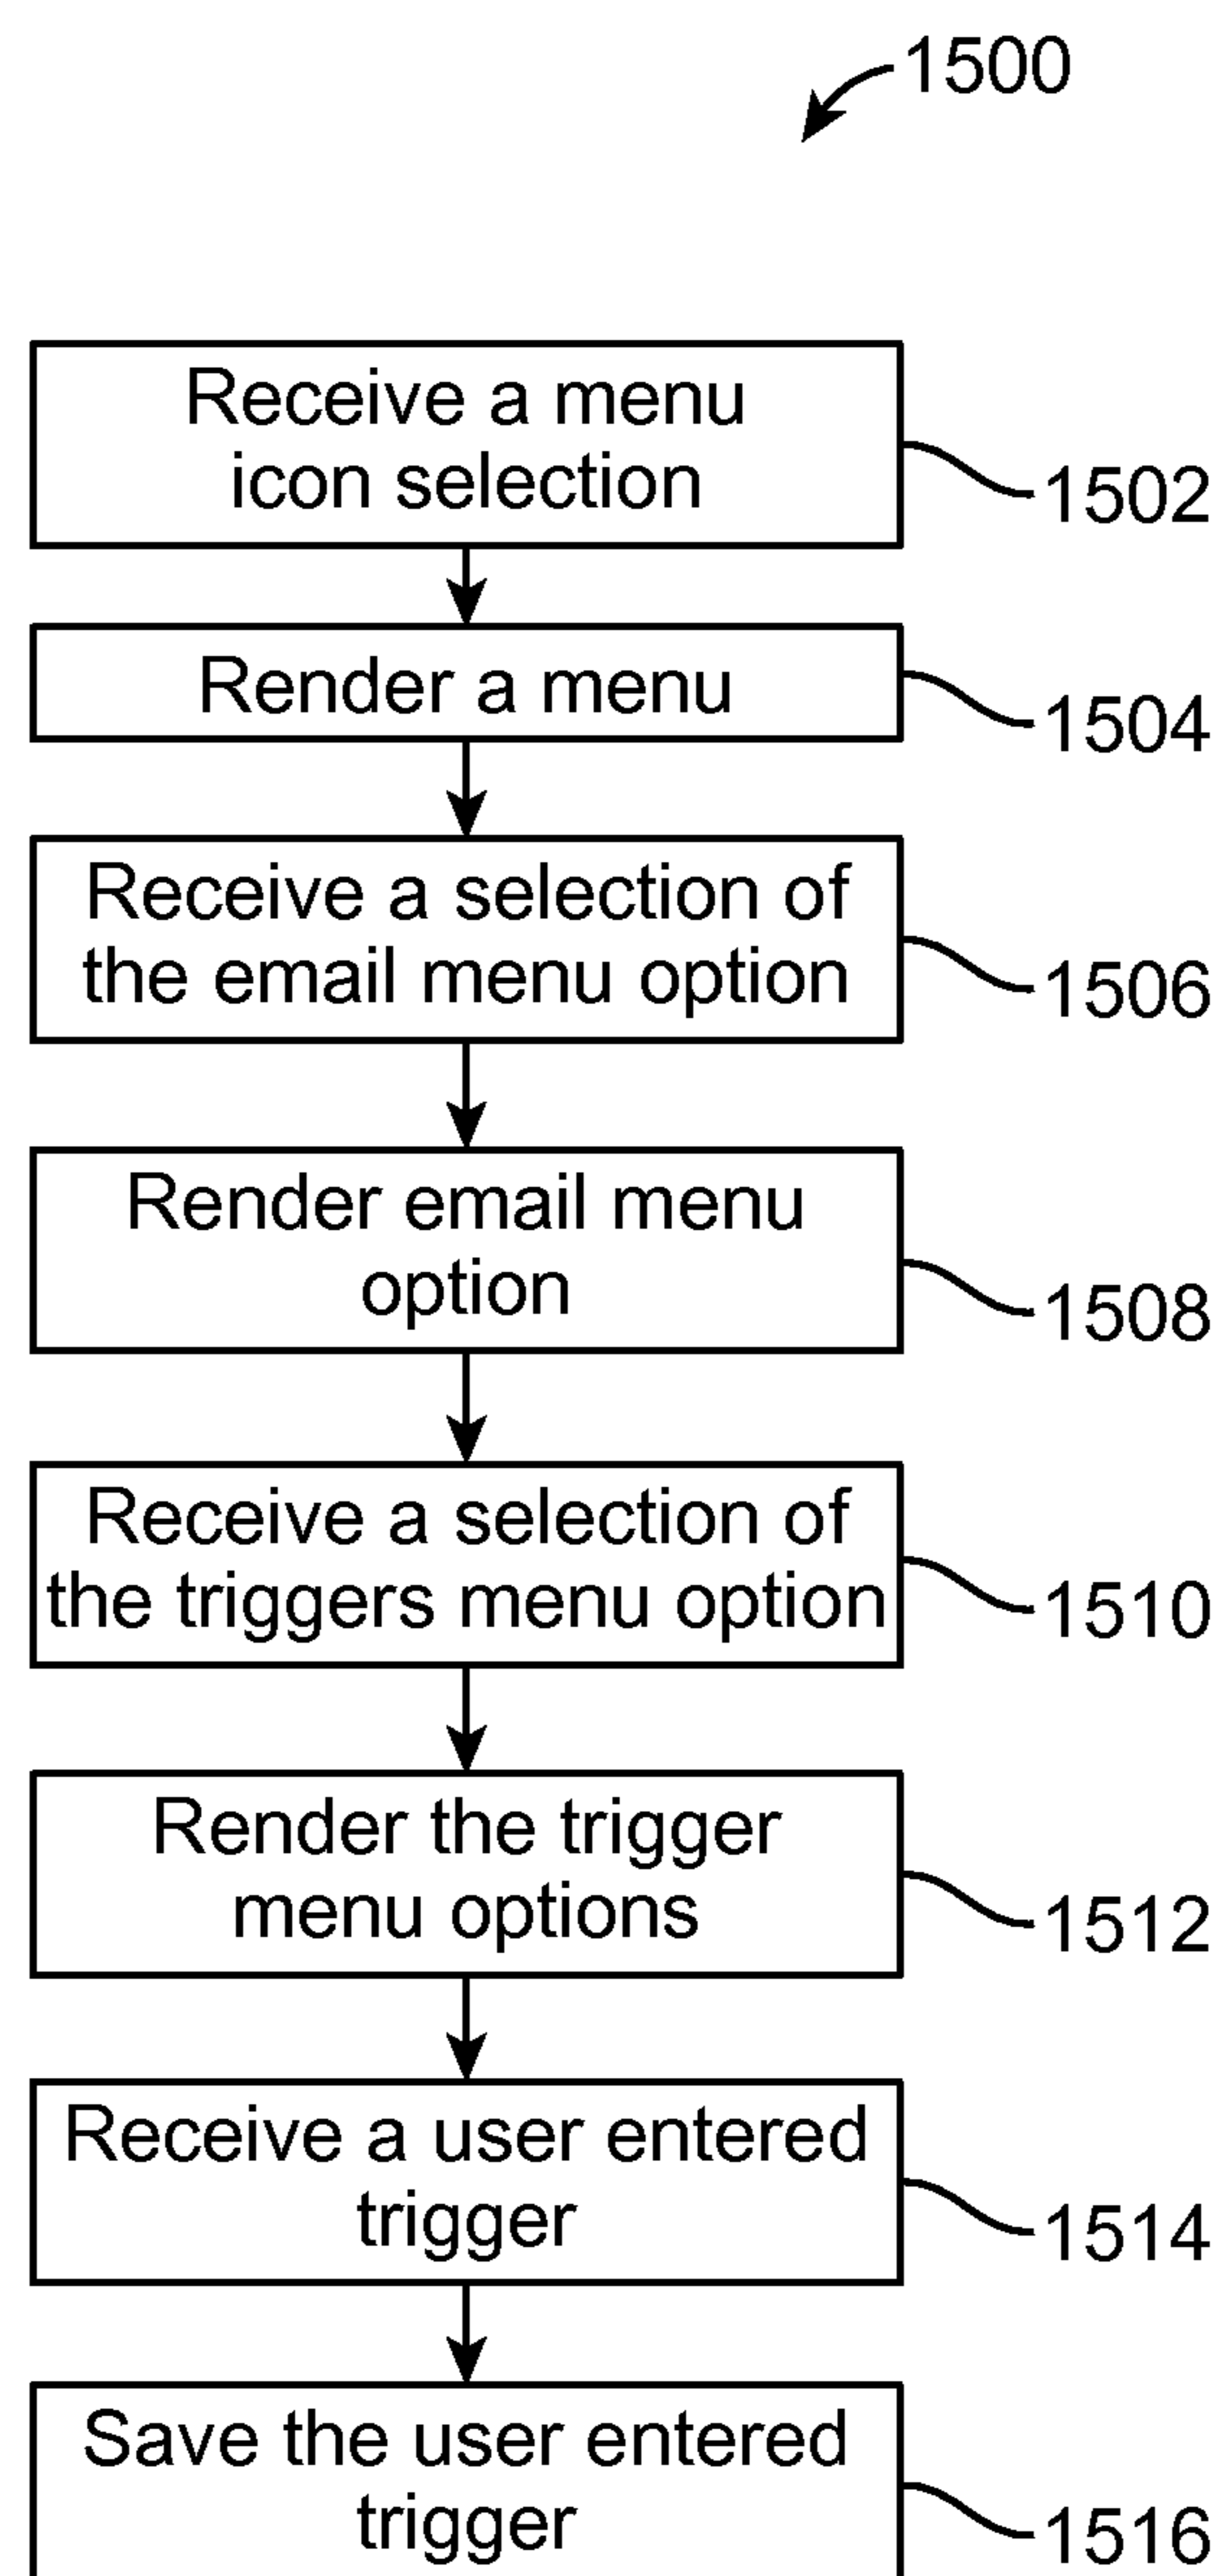 1500
Receive a menu
icon selection
1502
Render a menu
1504
Receive a selection of
the email menu option
1506
Render email menu
option
1508
Receive a selection of
the triggers menu option
1510
Render the trigger
menu options
1512
Receive a user entered
trigger
1514
Save the user entered
trigger
1516